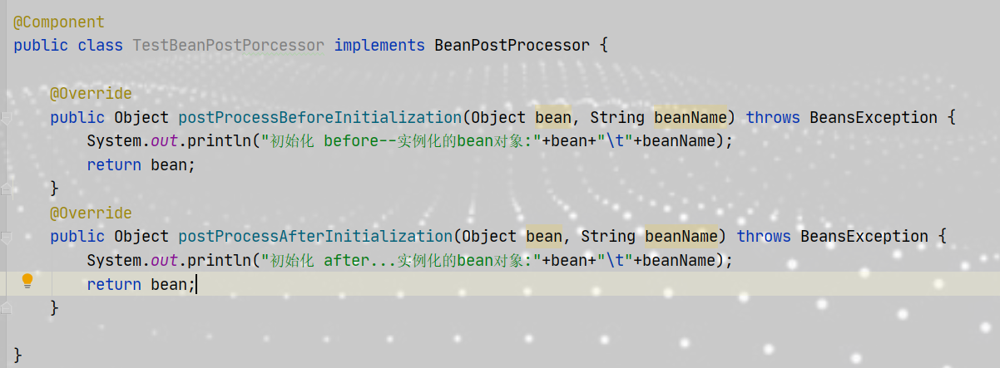 @Component
public class TestBeanPostPorcessor implements BeanPostProcessor {
@Override
public Object postProcessBeforeInitialization(Object bean, String beanName) throws BeansException {
System.out.println("初始化 before--实例化的bean对象:"+bean+"\t"+beanName);
return bean;
}
@Override
public Object postProcessAfterInitialization(Object bean, String beanName) throws BeansException {
System.out.println("初始化 after...实例化的bean对象:"+bean+"\t"+beanName);
return bean;
}
}